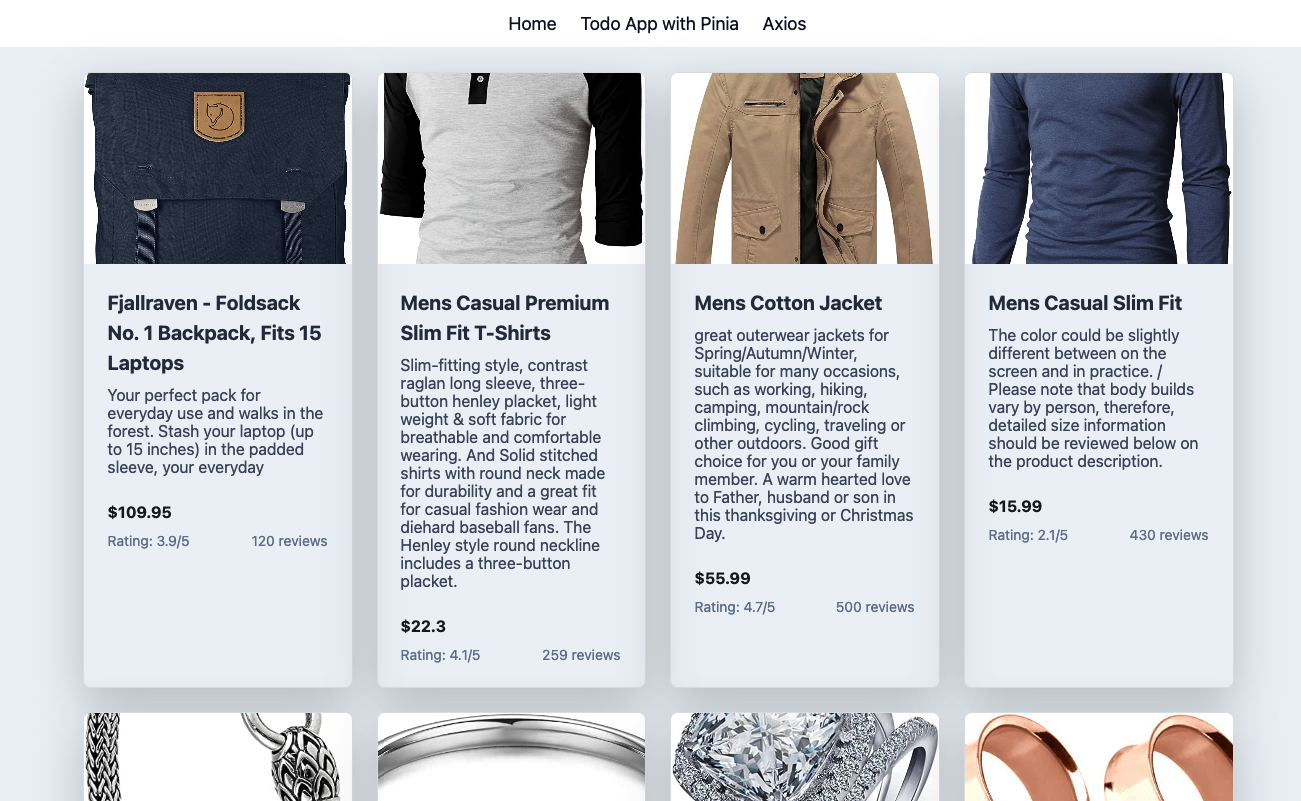 Home Todo App with Pinia Axios
Fjallraven - Foldsack
No. 1 Backpack, Fits 15
Laptops
Your perfect pack for
everyday use and walks in the
forest. Stash your laptop (up
to 15 inches) in the padded
sleeve, your everyday
$109.95
Rating: 3.9/5 120 reviews
Mens Casual Premium
Slim Fit T-Shirts
Slim-fitting style, contrast
raglan long sleeve, three-
button henley placket, light
weight & soft fabric for
breathable and comfortable
wearing. And Solid stitched
shirts with round neck made
for durability and a great fit
for casual fashion wear and
diehard baseball fans. The
Henley style round neckline
includes a three-button
placket.
$22.3
Rating: 4.1/5 259 reviews
Mens Cotton Jacket
great outerwear jackets for
Spring/Autumn/Winter,
suitable for many occasions,
such as working, hiking,
camping, mountain/rock
climbing, cycling, traveling or
other outdoors. Good gift
choice for you or your family
member. A warm hearted love
to Father, husband or son in
this thanksgiving or Christmas
Day.
$55.99
Rating: 4.7/5 500 reviews
Mens Casual Slim Fit
The color could be slightly
different between on the
screen and in practice. /
Please note that body builds
vary by person, therefore,
detailed size information
should be reviewed below on
the product description.
$15.99
Rating: 2.1/5 430 reviews